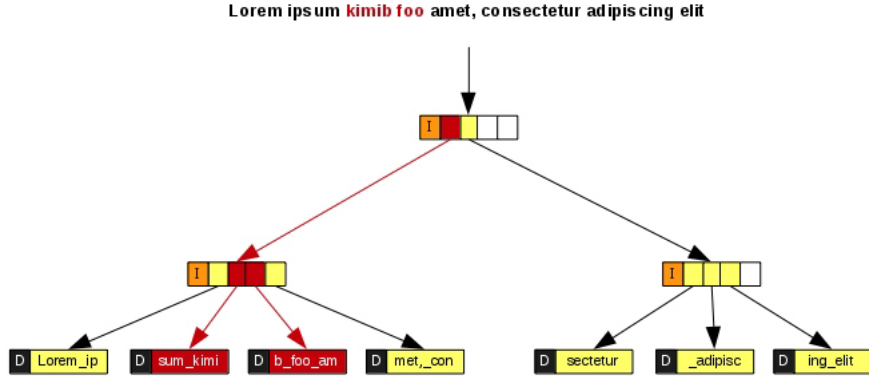 Lorem ipsum kimib foo amet, consectetur adipiscing elit
I
I
I
D Lorem_ip
D sum_kimi
D b_foo_am
D met,_con
D sectetur
D _adipisc
D ing_elit